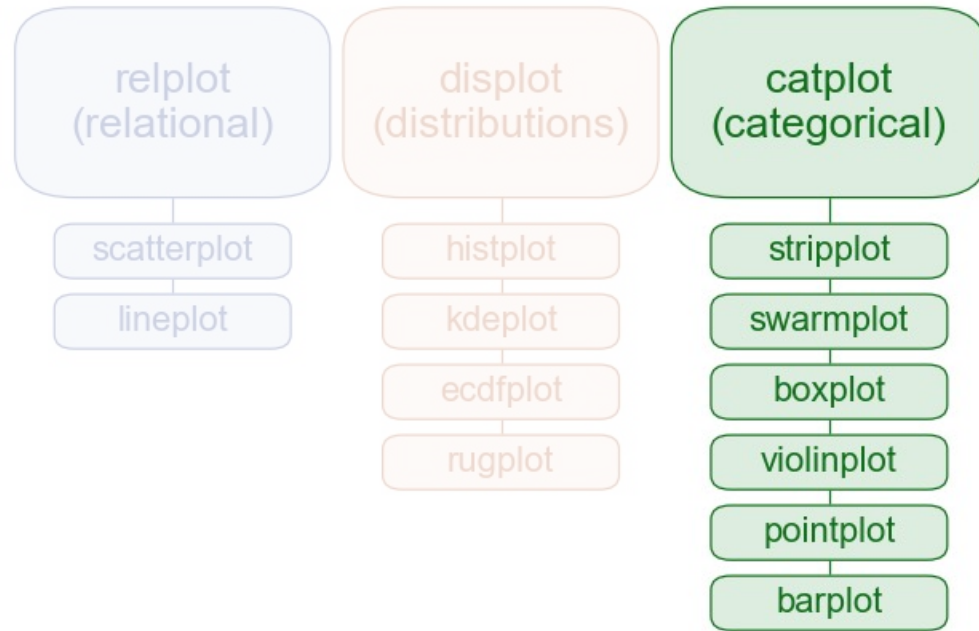 relplot
(relational)
scatterplot
lineplot
displot
(distributions)
histplot
kdeplot
ecdfplot
rugplot
catplot
(categorical)
stripplot
swarmplot
boxplot
violinplot
pointplot
barplot